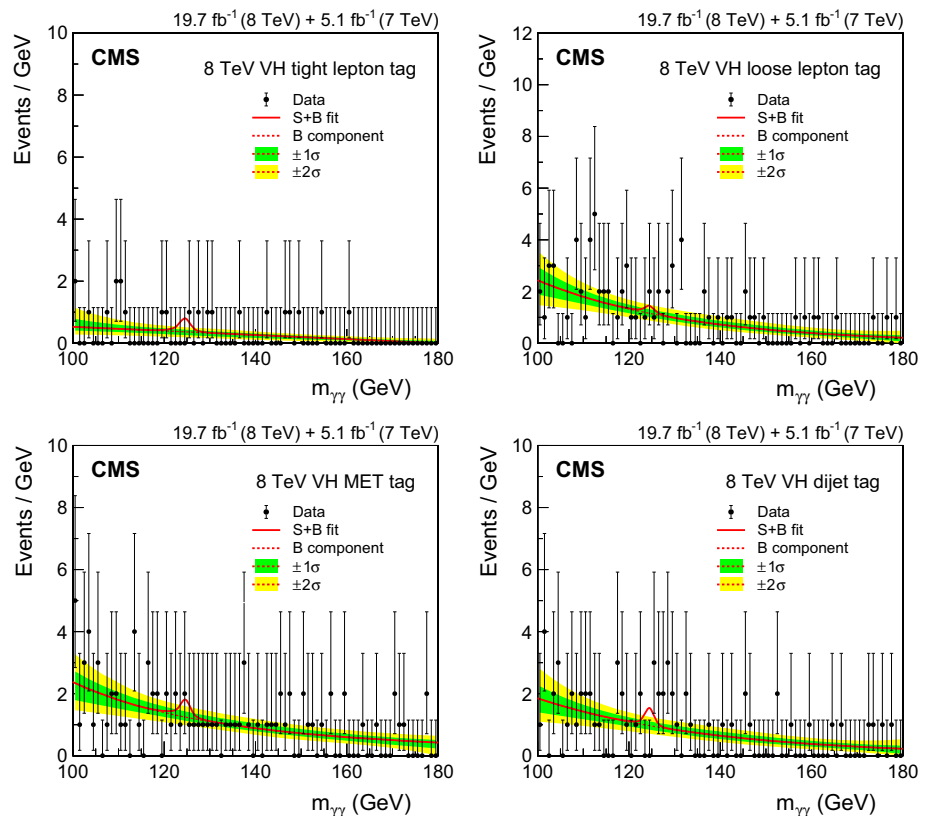 19.7 fb⁻¹ (8 TeV) + 5.1 fb⁻¹ (7 TeV)
CMS
8 TeV VH tight lepton tag
Data
S+B fit
B component
±1σ
±2σ
Events / GeV
10
8
6
4
2
0
100 120 140 160 180
mγγ (GeV)
19.7 fb⁻¹ (8 TeV) + 5.1 fb⁻¹ (7 TeV)
CMS
8 TeV VH loose lepton tag
Data
S+B fit
B component
±1σ
±2σ
Events / GeV
12
10
8
6
4
2
0
100 120 140 160 180
mγγ (GeV)
19.7 fb⁻¹ (8 TeV) + 5.1 fb⁻¹ (7 TeV)
CMS
8 TeV VH MET tag
Data
S+B fit
B component
±1σ
±2σ
Events / GeV
10
8
6
4
2
0
100 120 140 160 180
mγγ (GeV)
19.7 fb⁻¹ (8 TeV) + 5.1 fb⁻¹ (7 TeV)
CMS
8 TeV VH dijet tag
Data
S+B fit
B component
±1σ
±2σ
Events / GeV
10
8
6
4
2
0
100 120 140 160 180
mγγ (GeV)